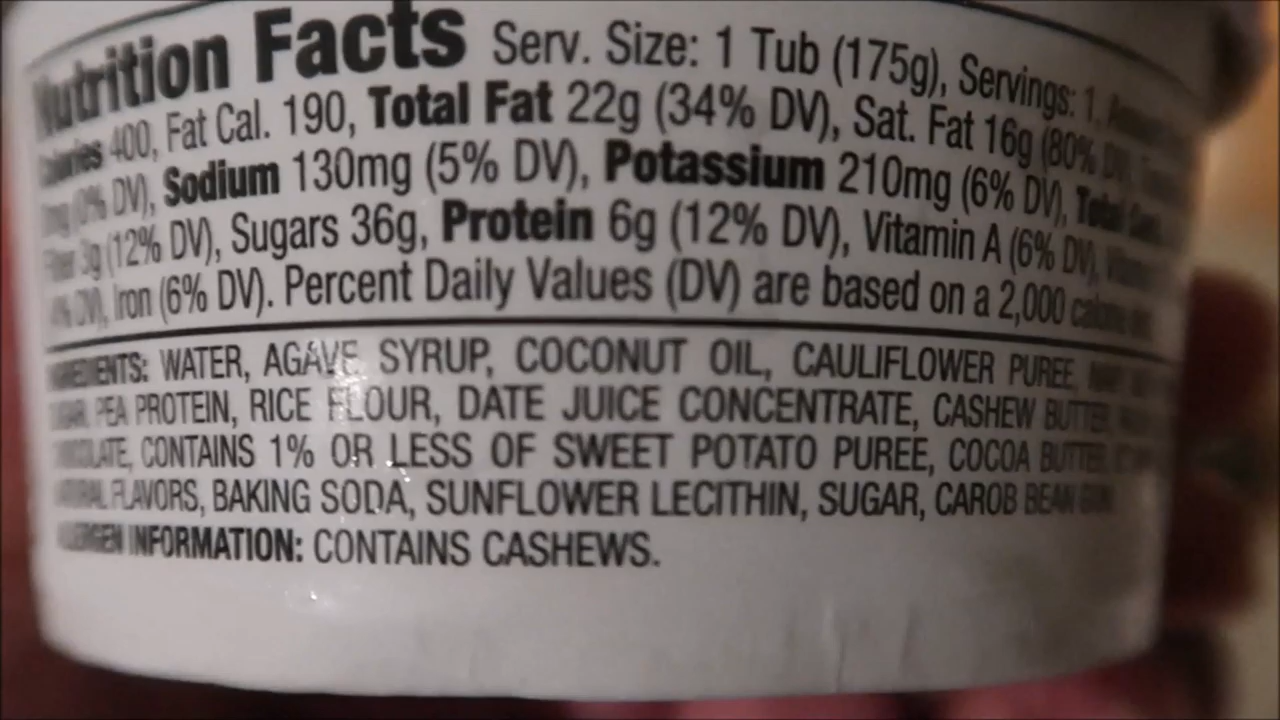 Nutrition Facts Serv. Size: 1 Tub (175g), Servings: 1,
Calories 400, Fat Cal. 190, Total Fat 22g (34% DV), Sat. Fat 16g (80% DV),
(0% DV), Sodium 130mg (5% DV), Potassium 210mg (6% DV), Total
Fiber 3g (12% DV), Sugars 36g, Protein 6g (12% DV), Vitamin A (6% DV),
4% DV), Iron (6% DV). Percent Daily Values (DV) are based on a 2,000 calorie
INGREDIENTS: WATER, AGAVE SYRUP, COCONUT OIL, CAULIFLOWER PUREE,
SUGAR, PEA PROTEIN, RICE FLOUR, DATE JUICE CONCENTRATE, CASHEW BUTTER,
CHOCOLATE, CONTAINS 1% OR LESS OF SWEET POTATO PUREE, COCOA BUTTER,
NATURAL FLAVORS, BAKING SODA, SUNFLOWER LECITHIN, SUGAR, CAROB BEAN GUM.
ALLERGEN INFORMATION: CONTAINS CASHEWS.